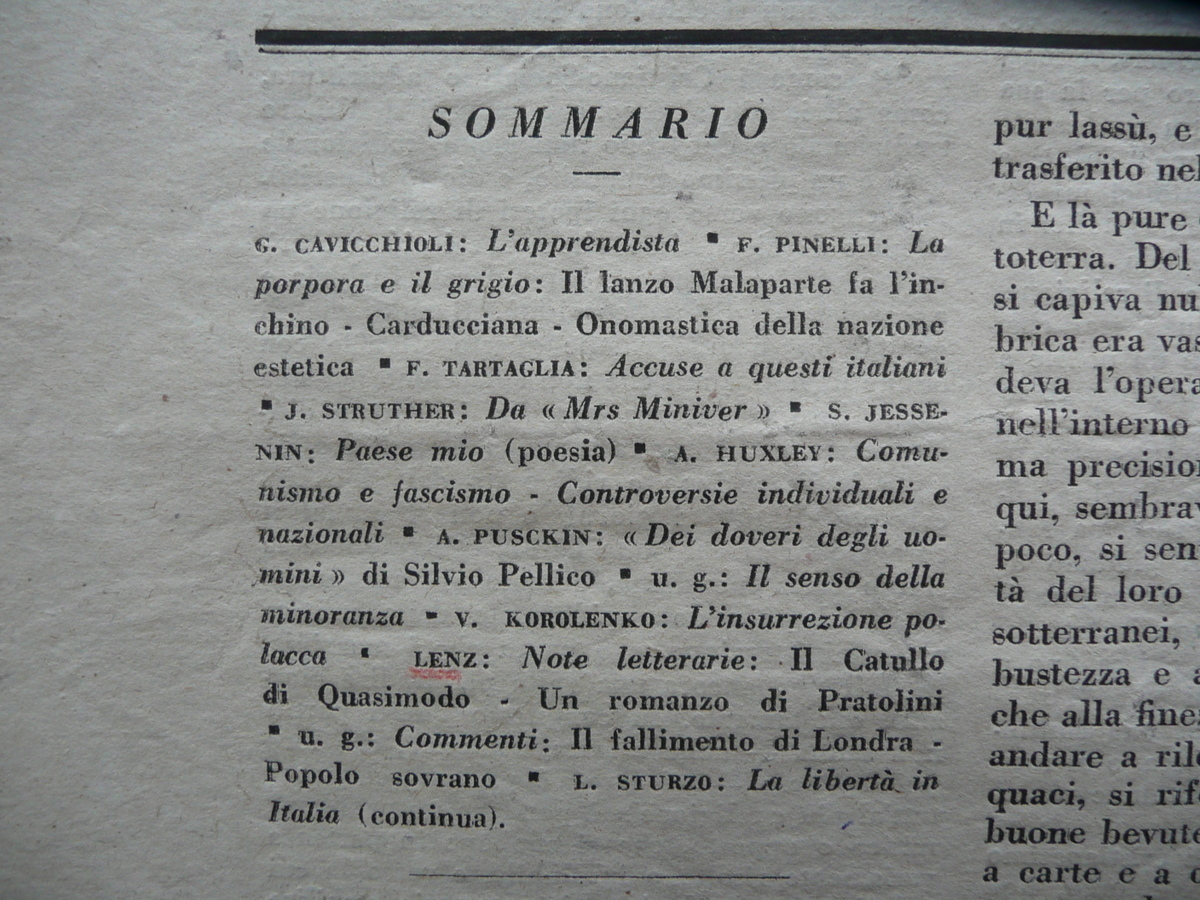 SOMMARIO
G. CAVICCHIOLI: L'apprendista ▪ F. PINELLI: La
porpora e il grigio: Il lanzo Malaparte fa l'in-
chino - Carducciana - Onomastica della nazione
estetica ▪ F. TARTAGLIA: Accuse a questi italiani
▪ J. STRUTHER: Da « Mrs Miniver » ▪ S. JESSE-
NIN: Paese mio (poesia) ▪ A. HUXLEY: Comu-
nismo e fascismo - Controversie individuali e
nazionali ▪ A. PUSCKIN: « Dei doveri degli uo-
mini » di Silvio Pellico ▪ u. g.: Il senso della
minoranza ▪ V. KOROLENKO: L'insurrezione po-
lacca ▪ LENZ: Note letterarie: Il Catullo
di Quasimodo - Un romanzo di Pratolini
▪ u. g.: Commenti: Il fallimento di Londra -
Popolo sovrano ▪ L. STURZO: La libertà in
Italia (continua).
pur lassù, e
trasferito nel
E là pure
toterra. Del
si capiva nu
brica era vas
deva l'opera
nell'interno
ma precision
qui, sembrav
poco, si sen
tà del loro
sotterranei,
bustezza e a
che alla fine
andare a rile
quaci, si rif
buone bevute
a carte e a